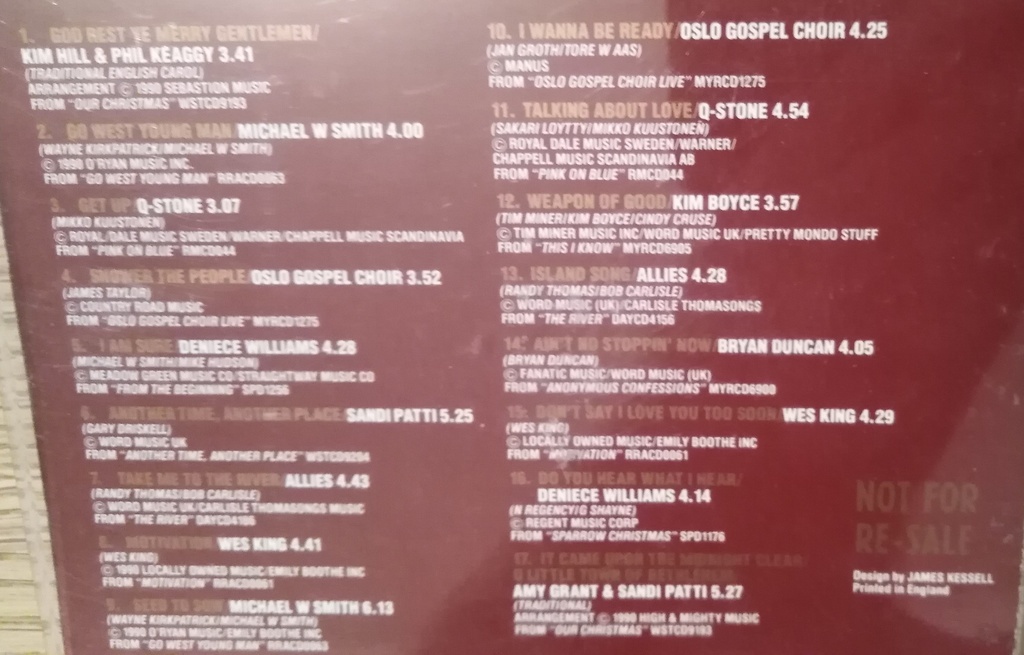 1. GOD REST YE MERRY GENTLEMEN/
KIM HILL & PHIL KEAGGY 3.41
(TRADITIONAL ENGLISH CAROL)
ARRANGEMENT © 1990 SEBASTION MUSIC
FROM "OUR CHRISTMAS" WSTCD9193
2. GO WEST YOUNG MAN/MICHAEL W SMITH 4.00
(WAYNE KIRKPATRICK/MICHAEL W SMITH)
© 1990 O'RYAN MUSIC INC.
FROM "GO WEST YOUNG MAN" RRACD0063
3. GET UP/Q-STONE 3.07
(MIKKO KUUSTONEN)
© ROYAL/DALE MUSIC SWEDEN/WARNER/CHAPPELL MUSIC SCANDINAVIA
FROM "PINK ON BLUE" RMCD044
4. SHOWER THE PEOPLE/OSLO GOSPEL CHOIR 3.52
(JAMES TAYLOR)
© COUNTRY ROAD MUSIC
FROM "OSLO GOSPEL CHOIR LIVE" MYRCD1275
5. I AM SURE/DENIECE WILLIAMS 4.28
(MICHAEL W SMITH/MIKE HUDSON)
© MEADOW GREEN MUSIC CO/STRAIGHTWAY MUSIC CO
FROM "FROM THE BEGINNING" SPD1256
6. ANOTHER TIME, ANOTHER PLACE/SANDI PATTI 5.25
(GARY DRISKELL)
© WORD MUSIC UK
FROM "ANOTHER TIME, ANOTHER PLACE" WSTCD9204
7. TAKE ME TO THE RIVER/ALLIES 4.43
(RANDY THOMAS/BOB CARLISLE)
© WORD MUSIC UK/CARLISLE THOMASONGS MUSIC
FROM "THE RIVER" DAYCD4156
8. MOTIVATION/WES KING 4.41
(WES KING)
© 1990 LOCALLY OWNED MUSIC/EMILY BOOTHE INC
FROM "MOTIVATION" RRACD0061
9. SEED TO SOW/MICHAEL W SMITH 6.13
(WAYNE KIRKPATRICK/MICHAEL W SMITH)
© 1990 O'RYAN MUSIC/EMILY BOOTHE INC
FROM "GO WEST YOUNG MAN" RRACD0063
10. I WANNA BE READY/OSLO GOSPEL CHOIR 4.25
(JAN GROTH/TORE W AAS)
© MANUS
FROM "OSLO GOSPEL CHOIR LIVE" MYRCD1275
11. TALKING ABOUT LOVE/Q-STONE 4.54
(SAKARI LOYTTY/MIKKO KUUSTONEN)
© ROYAL DALE MUSIC SWEDEN/WARNER/
CHAPPELL MUSIC SCANDINAVIA AB
FROM "PINK ON BLUE" RMCD044
12. WEAPON OF GOOD/KIM BOYCE 3.57
(TIM MINER/KIM BOYCE/CINDY CRUSE)
© TIM MINER MUSIC INC/WORD MUSIC UK/PRETTY MONDO STUFF
FROM "THIS I KNOW" MYRCD6905
13. ISLAND SONG/ALLIES 4.28
(RANDY THOMAS/BOB CARLISLE)
© WORD MUSIC (UK)/CARLISLE THOMASONGS
FROM "THE RIVER" DAYCD4156
14. AIN'T NO STOPPIN' NOW/BRYAN DUNCAN 4.05
(BRYAN DUNCAN)
© FANATIC MUSIC/WORD MUSIC (UK)
FROM "ANONYMOUS CONFESSIONS" MYRCD6900
15. DON'T SAY I LOVE YOU TOO SOON/WES KING 4.29
(WES KING)
© LOCALLY OWNED MUSIC/EMILY BOOTHE INC
FROM "MOTIVATION" RRACD0061
16. DO YOU HEAR WHAT I HEAR/
DENIECE WILLIAMS 4.14
(N REGENCY/G SHAYNE)
© REGENT MUSIC CORP
FROM "SPARROW CHRISTMAS" SPD1176
17. IT CAME UPON THE MIDNIGHT CLEAR/
O LITTLE TOWN OF BETHLEHEM/
AMY GRANT & SANDI PATTI 5.27
(TRADITIONAL)
ARRANGEMENT © 1990 HIGH & MIGHTY MUSIC
FROM "OUR CHRISTMAS" WSTCD9193
NOT FOR
RE-SALE
Design by JAMES KESSELL
Printed in England